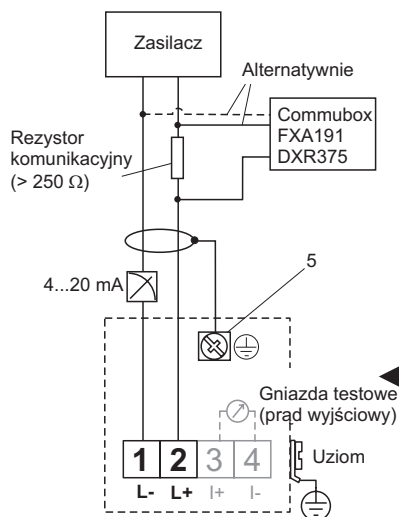 Zasilacz
Alternatywnie
Commubox
FXA191
DXR375
Rezystor
komunikacyjny
(> 250 Ω)
5
4...20 mA
Gniazda testowe
(prąd wyjściowy)
1 2 3 4
L- L+ I+ I-
Uziom